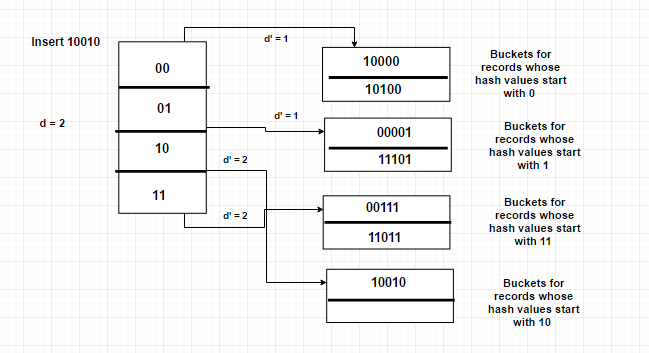 Insert 10010
d = 2
00
01
10
11
d' = 1
d' = 1
d' = 2
d' = 2
10000
10100
Buckets for
records whose
hash values start
with 0
00001
11101
Buckets for
records whose
hash values start
with 1
00111
11011
Buckets for
records whose
hash values start
with 11
10010
Buckets for
records whose
hash values start
with 10